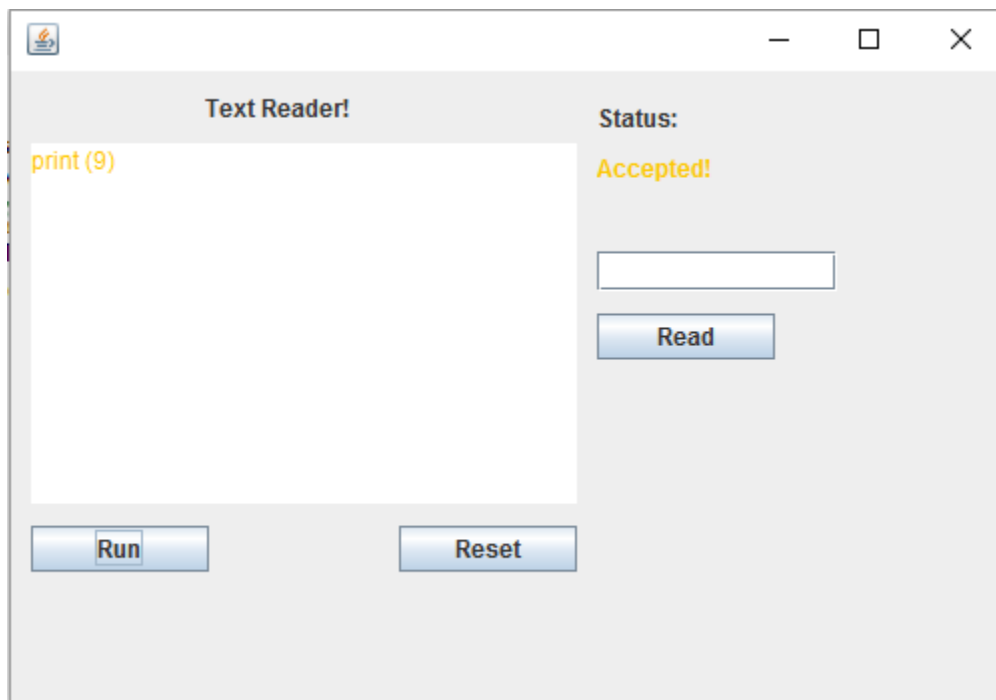 Text Reader!
print (9)
Run
Reset
Status:
Accepted!
Read